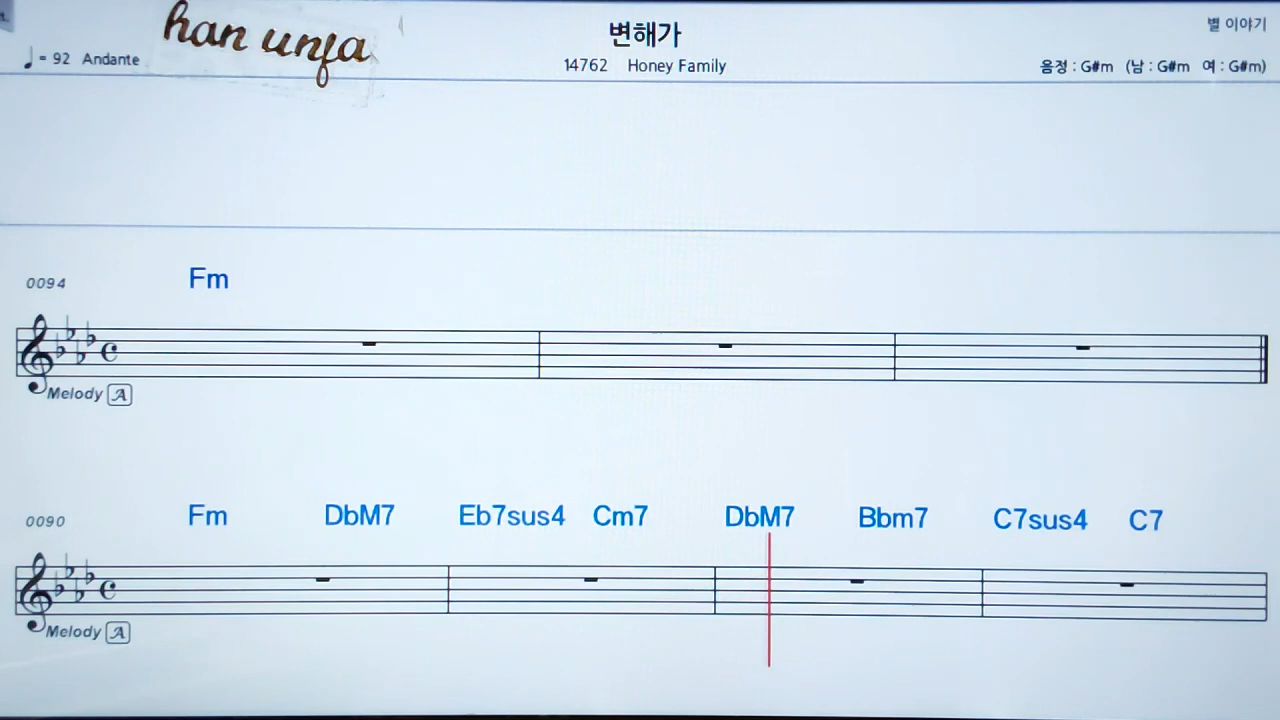 han unja
변해가
별 이야기
♩= 92 Andante
14762 Honey Family
음정 : G#m (남 : G#m 여 : G#m)
0094 Fm
Melody A
0090 Fm DbM7 Eb7sus4 Cm7 DbM7 Bbm7 C7sus4 C7
Melody A